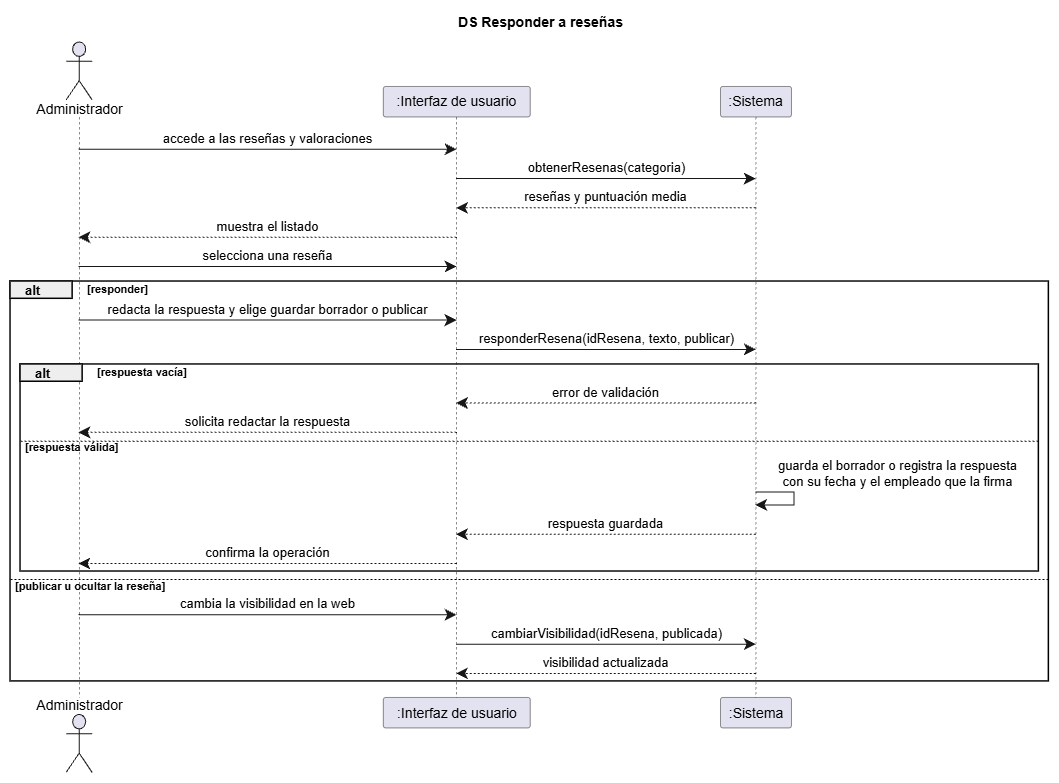 DS Responder a reseñas
Administrador
:Interfaz de usuario
:Sistema
accede a las reseñas y valoraciones
obtenerResenas(categoria)
reseñas y puntuación media
muestra el listado
selecciona una reseña
alt
[responder]
redacta la respuesta y elige guardar borrador o publicar
responderResena(idResena, texto, publicar)
alt
[respuesta vacía]
error de validación
solicita redactar la respuesta
[respuesta válida]
guarda el borrador o registra la respuesta
con su fecha y el empleado que la firma
respuesta guardada
confirma la operación
[publicar u ocultar la reseña]
cambia la visibilidad en la web
cambiarVisibilidad(idResena, publicada)
visibilidad actualizada
Administrador
:Interfaz de usuario
:Sistema